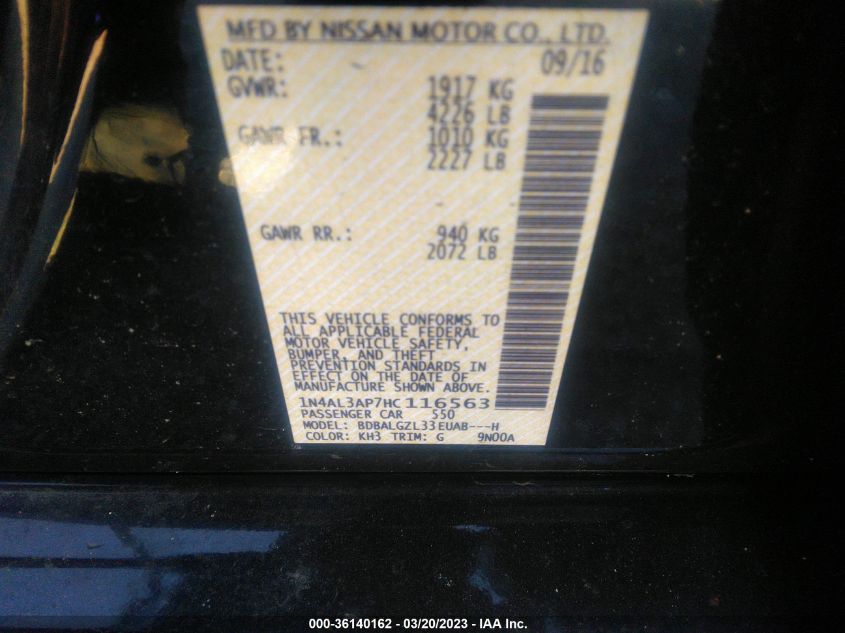 MFD BY NISSAN MOTOR CO., LTD.
DATE: 09/16
GVWR: 1917 KG
4226 LB
GAWR FR.: 1010 KG
2227 LB
GAWR RR.: 940 KG
2072 LB
THIS VEHICLE CONFORMS TO
ALL APPLICABLE FEDERAL
MOTOR VEHICLE SAFETY,
BUMPER, AND THEFT
PREVENTION STANDARDS IN
EFFECT ON THE DATE OF
MANUFACTURE SHOWN ABOVE.
1N4AL3AP7HC116563
PASSENGER CAR 550
MODEL: BDBALGZL33EUAB---H
COLOR: KH3 TRIM: G 9N00A
000-36140162 - 03/20/2023 - IAA Inc.